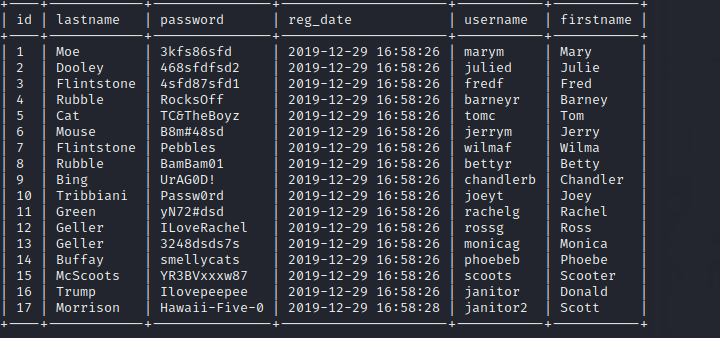 | id | lastname | password | reg_date | username | firstname |
| 1 | Moe | 3kfs86sfd | 2019-12-29 16:58:26 | marym | Mary |
| 2 | Dooley | 468sfdfsd2 | 2019-12-29 16:58:26 | julied | Julie |
| 3 | Flintstone | 4sfd87sfd1 | 2019-12-29 16:58:26 | fredf | Fred |
| 4 | Rubble | RocksOff | 2019-12-29 16:58:26 | barneyr | Barney |
| 5 | Cat | TC&TheBoyz | 2019-12-29 16:58:26 | tomc | Tom |
| 6 | Mouse | B8m#48sd | 2019-12-29 16:58:26 | jerrym | Jerry |
| 7 | Flintstone | Pebbles | 2019-12-29 16:58:26 | wilmaf | Wilma |
| 8 | Rubble | BamBam01 | 2019-12-29 16:58:26 | bettyr | Betty |
| 9 | Bing | UrAG0D! | 2019-12-29 16:58:26 | chandlerb | Chandler |
| 10 | Tribbiani | Passw0rd | 2019-12-29 16:58:26 | joeyt | Joey |
| 11 | Green | yN72#dsd | 2019-12-29 16:58:26 | rachelg | Rachel |
| 12 | Geller | ILoveRachel | 2019-12-29 16:58:26 | rossg | Ross |
| 13 | Geller | 3248dsds7s | 2019-12-29 16:58:26 | monicag | Monica |
| 14 | Buffay | smellycats | 2019-12-29 16:58:26 | phoebeb | Phoebe |
| 15 | McScoots | YR3BVxxxw87 | 2019-12-29 16:58:26 | scoots | Scooter |
| 16 | Trump | Ilovepeepee | 2019-12-29 16:58:26 | janitor | Donald |
| 17 | Morrison | Hawaii-Five-0 | 2019-12-29 16:58:28 | janitor2 | Scott |